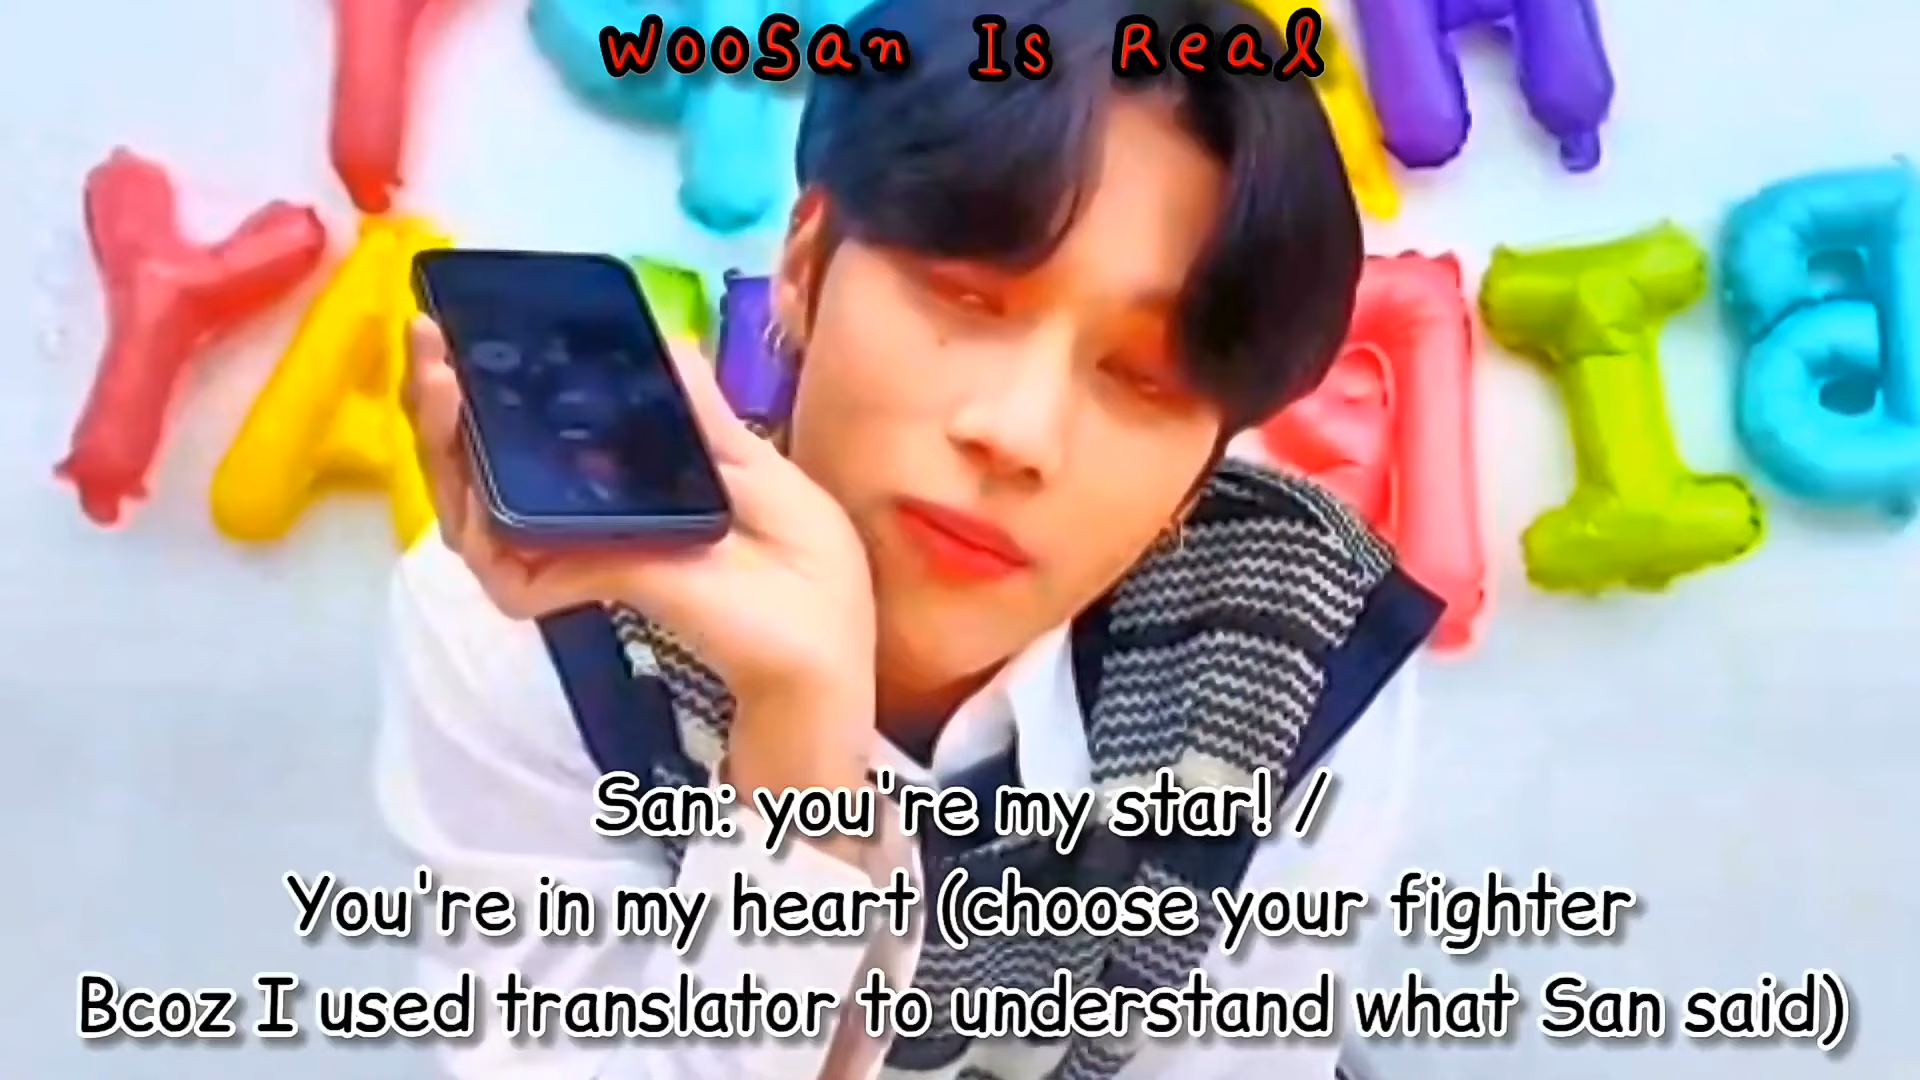 WooSan Is Real
San: you're my star! /
You're in my heart (choose your fighter
Bcoz I used translator to understand what San said)